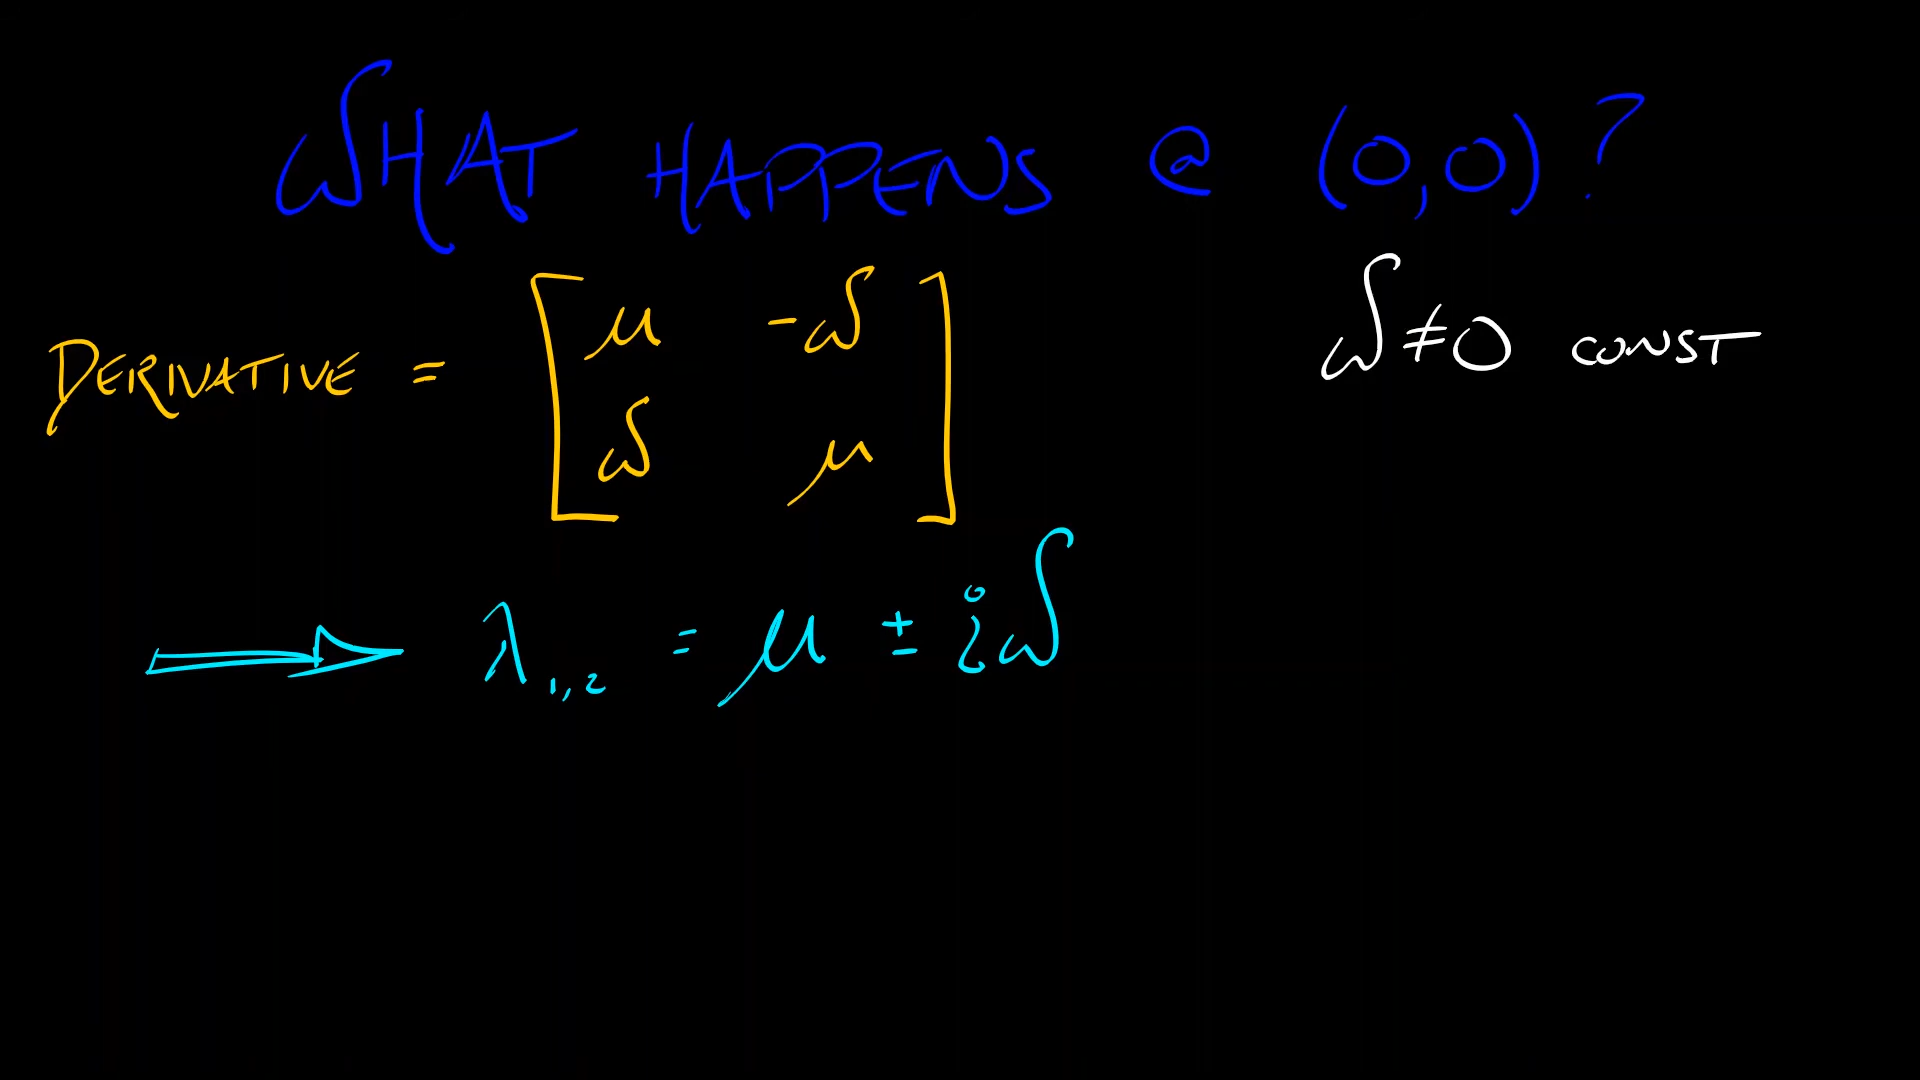 WHAT HAPPENS @ (0,0)?
ω≠0 CONST
DERIVATIVE = [μ -ω
ω μ]
⇒ λ1,2 = μ ± iω